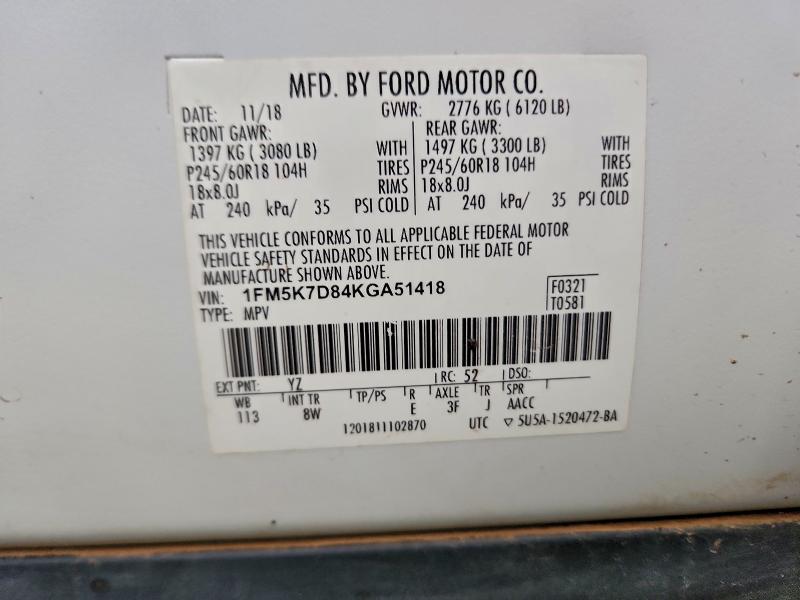 MFD. BY FORD MOTOR CO.
DATE: 11/18 GVWR: 2776 KG ( 6120 LB)
FRONT GAWR: REAR GAWR:
1397 KG ( 3080 LB) WITH 1497 KG ( 3300 LB) WITH
P245/60R18 104H TIRES P245/60R18 104H TIRES
18x8.0J RIMS 18x8.0J RIMS
AT 240 kPa/ 35 PSI COLD AT 240 kPa/ 35 PSI COLD
THIS VEHICLE CONFORMS TO ALL APPLICABLE FEDERAL MOTOR
VEHICLE SAFETY STANDARDS IN EFFECT ON THE DATE OF
MANUFACTURE SHOWN ABOVE.
VIN: 1FM5K7D84KGA51418 F0321
TYPE: MPV T0581
EXT PNT: YZ RC: 52 DSO:
WB INT TR TP/PS R AXLE TR SPR
113 8W E 3F J AACC
1201811102870 UTC ▽ 5U5A-1520472-BA